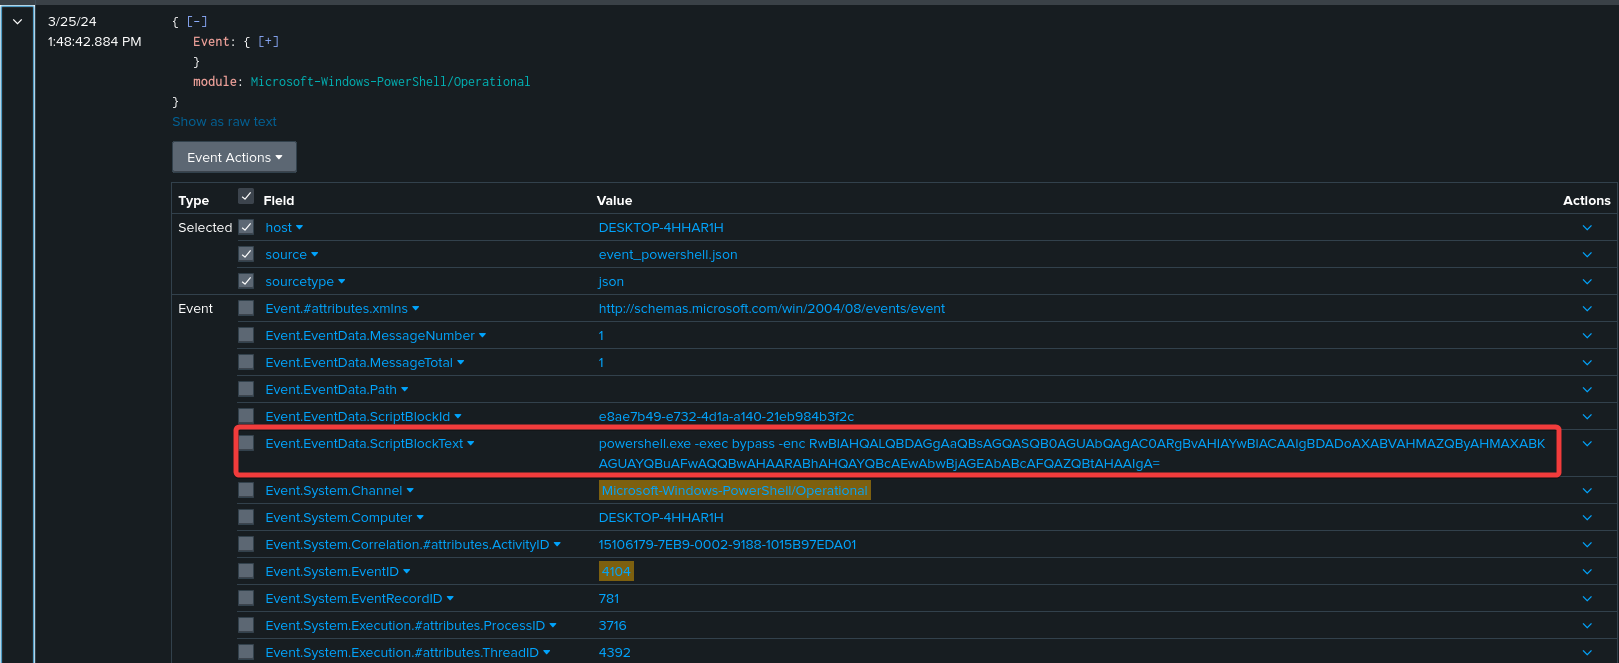 3/25/24
1:48:42.884 PM
{ [-]
Event: { [+]
}
module: Microsoft-Windows-PowerShell/Operational
}
Show as raw text
Event Actions
Type Field Value Actions
Selected host DESKTOP-4HHAR1H
source event_powershell.json
sourcetype json
Event Event.#attributes.xmlns http://schemas.microsoft.com/win/2004/08/events/event
Event.EventData.MessageNumber 1
Event.EventData.MessageTotal 1
Event.EventData.Path
Event.EventData.ScriptBlockId e8ae7b49-e732-4d1a-a140-21eb984b3f2c
Event.EventData.ScriptBlockText powershell.exe -exec bypass -enc RwBlAHQALQBDAGgAaQBsAGQASQB0AGUAbQAgAC0ARgBvAHIAYwBlACAAIgBDADoAXABVAHMAZQByAHMAXABK
AGUAYQBuAFwAQQBwAHAARABhAHQAYQBcAEwAbwBjAGEAbABcAFQAZQBtAHAAIgA=
Event.System.Channel Microsoft-Windows-PowerShell/Operational
Event.System.Computer DESKTOP-4HHAR1H
Event.System.Correlation.#attributes.ActivityID 15106179-7EB9-0002-9188-1015B97EDA01
Event.System.EventID 4104
Event.System.EventRecordID 781
Event.System.Execution.#attributes.ProcessID 3716
Event.System.Execution.#attributes.ThreadID 4392